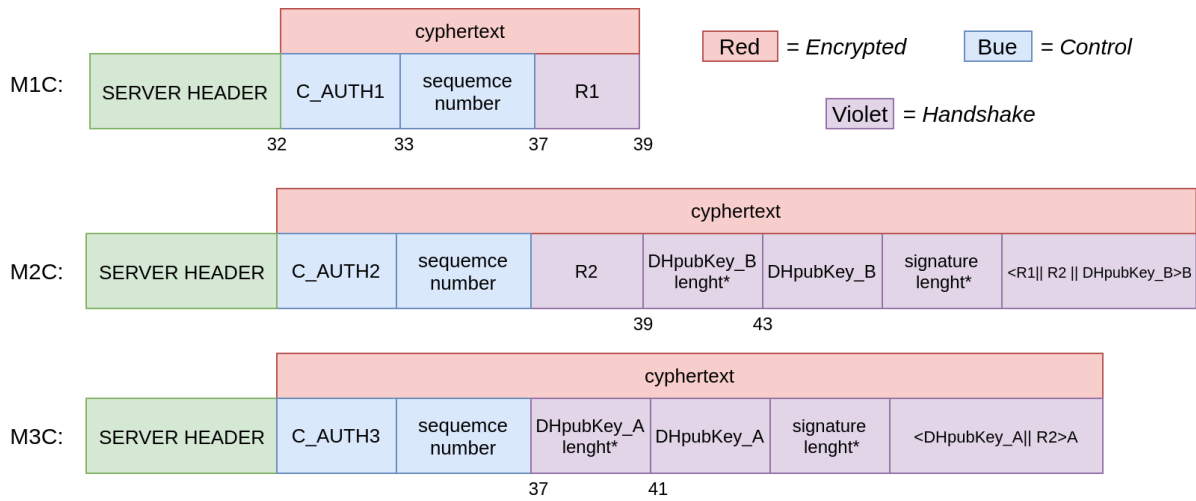 cyphertext
Red = Encrypted
Bue = Control
M1C:
SERVER HEADER
C_AUTH1
sequemce
number
R1
Violet = Handshake
32
33
37
39
cyphertext
M2C:
SERVER HEADER
C_AUTH2
sequemce
number
R2
DHpubKey_B
lenght*
DHpubKey_B
signature
lenght*
<R1|| R2 || DHpubKey_B>B
39
43
cyphertext
M3C:
SERVER HEADER
C_AUTH3
sequemce
number
DHpubKey_A
lenght*
DHpubKey_A
signature
lenght*
<DHpubKey_A|| R2>A
37
41